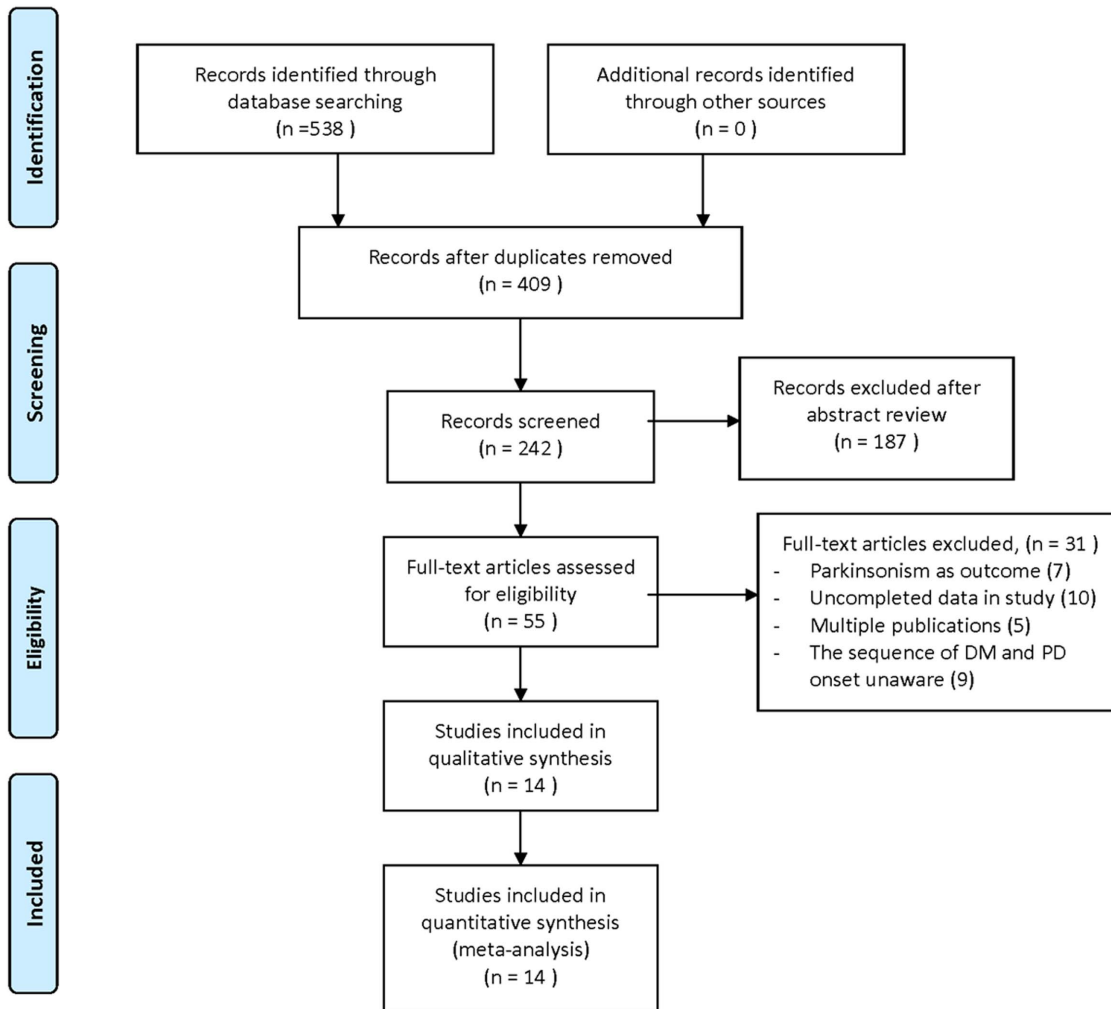 Identification
Records identified through
database searching
(n =538 )
Additional records identified
through other sources
(n = 0 )
Records after duplicates removed
(n = 409 )
Screening
Records screened
(n = 242 )
Records excluded after
abstract review
(n = 187 )
Eligibility
Full-text articles assessed
for eligibility
(n = 55 )
Full-text articles excluded, (n = 31 )
- Parkinsonism as outcome (7)
- Uncompleted data in study (10)
- Multiple publications (5)
- The sequence of DM and PD
onset unaware (9)
Studies included in
qualitative synthesis
(n = 14 )
Included
Studies included in
quantitative synthesis
(meta-analysis)
(n = 14 )